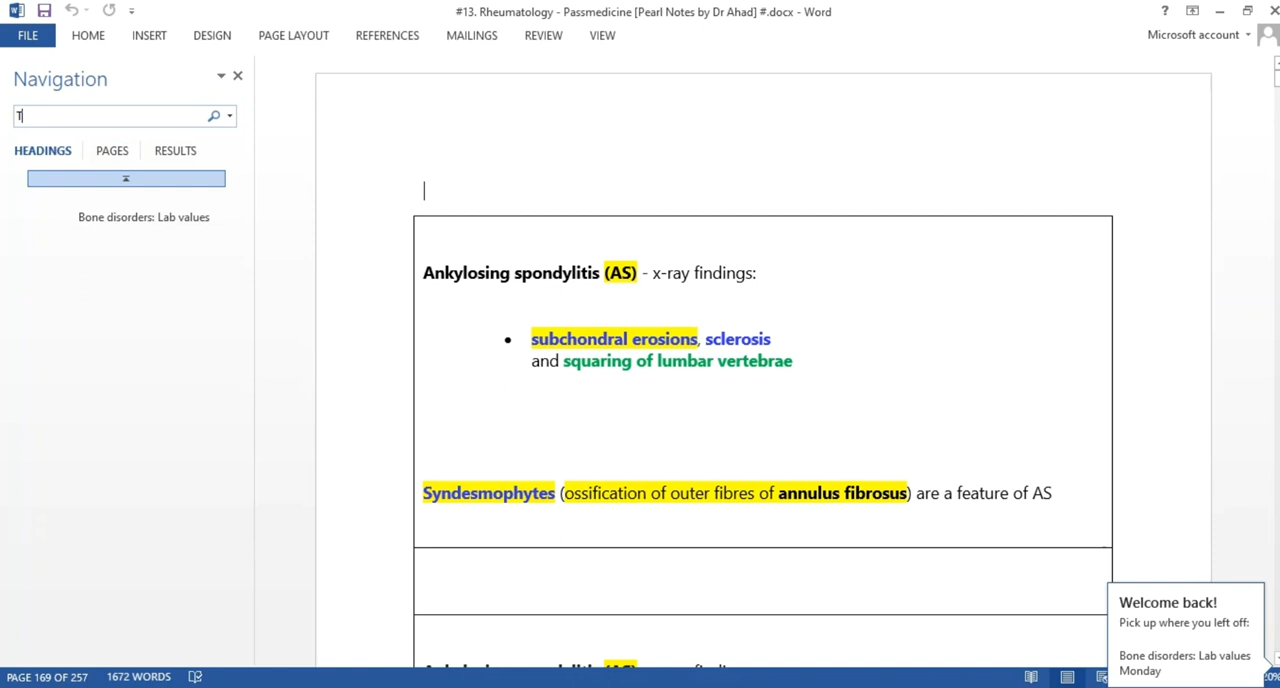 #13. Rheumatology - Passmedicine [Pearl Notes by Dr Ahad] #.docx - Word
?
FILE HOME INSERT DESIGN PAGE LAYOUT REFERENCES MAILINGS REVIEW VIEW
Microsoft account
Navigation
T
HEADINGS PAGES RESULTS
Bone disorders: Lab values
Ankylosing spondylitis (AS) - x-ray findings:
• subchondral erosions, sclerosis
and squaring of lumbar vertebrae
Syndesmophytes (ossification of outer fibres of annulus fibrosus) are a feature of AS
Welcome back!
Pick up where you left off:
Bone disorders: Lab values
Monday
PAGE 169 OF 257 1672 WORDS